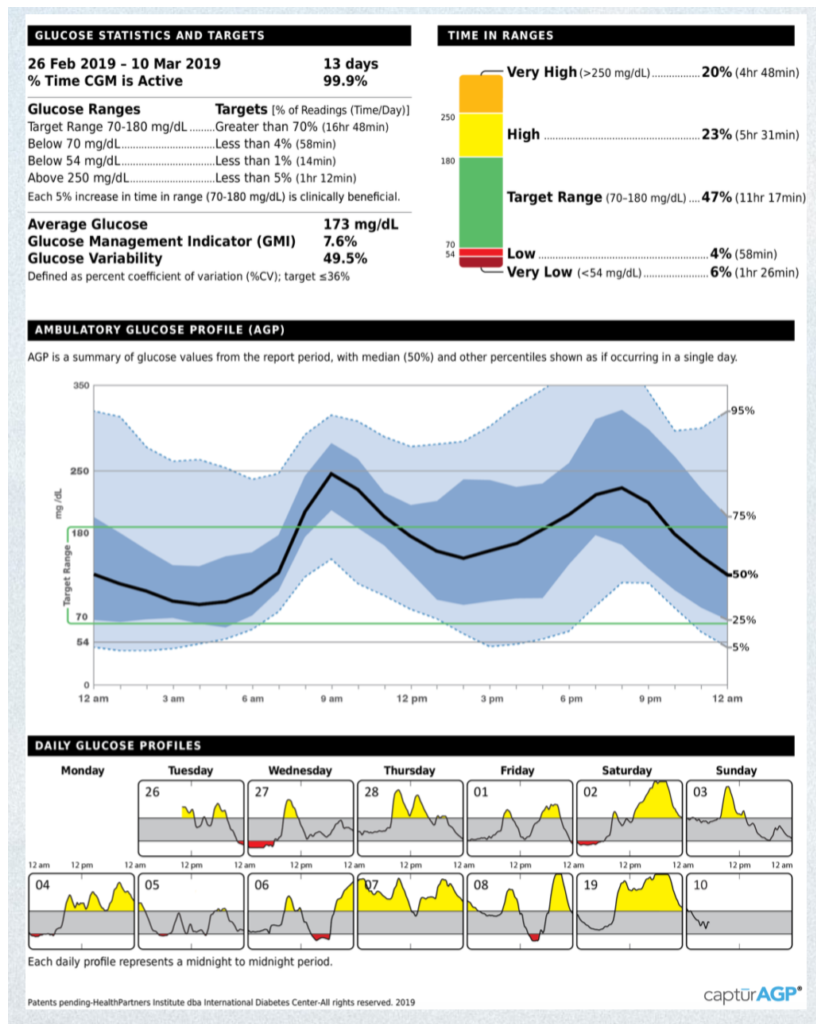 GLUCOSE STATISTICS AND TARGETS
26 Feb 2019 – 10 Mar 2019 13 days
% Time CGM is Active 99.9%
Glucose Ranges Targets [% of Readings (Time/Day)]
Target Range 70-180 mg/dL .........Greater than 70% (16hr 48min)
Below 70 mg/dL..............................Less than 4% (58min)
Below 54 mg/dL..............................Less than 1% (14min)
Above 250 mg/dL...........................Less than 5% (1hr 12min)
Each 5% increase in time in range (70-180 mg/dL) is clinically beneficial.
Average Glucose 173 mg/dL
Glucose Management Indicator (GMI) 7.6%
Glucose Variability 49.5%
Defined as percent coefficient of variation (%CV); target ≤36%
TIME IN RANGES
Very High (>250 mg/dL)............... 20% (4hr 48min)
250
High .................................................. 23% (5hr 31min)
180
Target Range (70–180 mg/dL) .... 47% (11hr 17min)
70
54
Low .................................................... 4% (58min)
Very Low (<54 mg/dL)..................... 6% (1hr 26min)
AMBULATORY GLUCOSE PROFILE (AGP)
AGP is a summary of glucose values from the report period, with median (50%) and other percentiles shown as if occurring in a single day.
350
95%
250
mg /dL
75%
180
Target Range
50%
70
25%
54
5%
0
12 am 3 am 6 am 9 am 12 pm 3 pm 6 pm 9 pm 12 am
DAILY GLUCOSE PROFILES
Monday Tuesday Wednesday Thursday Friday Saturday Sunday
26 27 28 01 02 03
12 am 12 pm 12 am 12 pm 12 am 12 pm 12 am 12 pm 12 am 12 pm 12 am 12 pm 12 am 12 pm 12 am
04 05 06 07 08 19 10
Each daily profile represents a midnight to midnight period.
Patents pending-HealthPartners Institute dba International Diabetes Center-All rights reserved. 2019
captūrAGP®